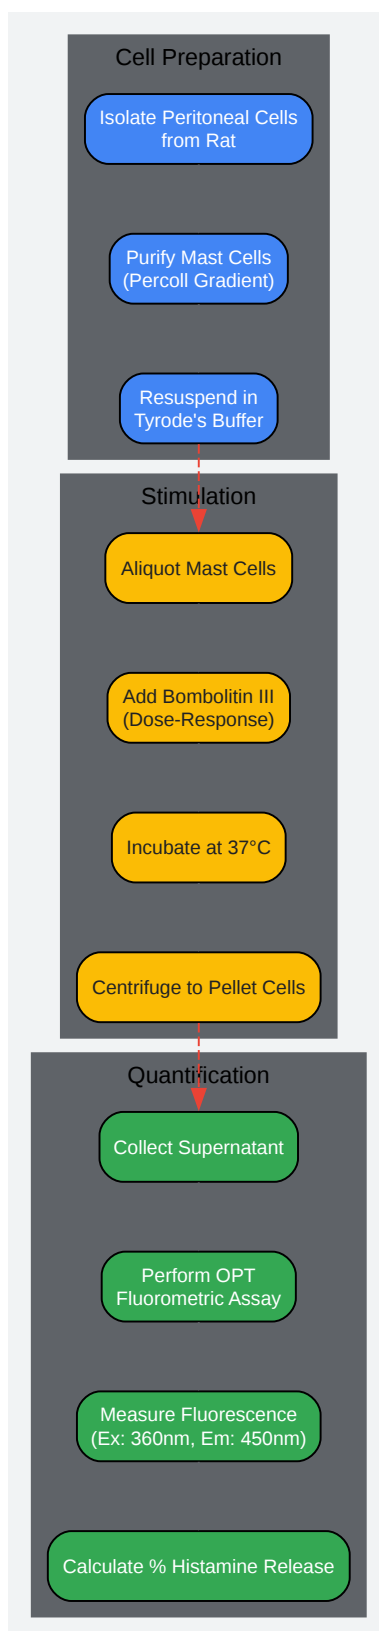 Cell Preparation
Isolate Peritoneal Cells
from Rat
Purify Mast Cells
(Percoll Gradient)
Resuspend in
Tyrode's Buffer
Stimulation
Aliquot Mast Cells
Add Bombolitin III
(Dose-Response)
Incubate at 37°C
Centrifuge to Pellet Cells
Quantification
Collect Supernatant
Perform OPT
Fluorometric Assay
Measure Fluorescence
(Ex: 360nm, Em: 450nm)
Calculate % Histamine Release